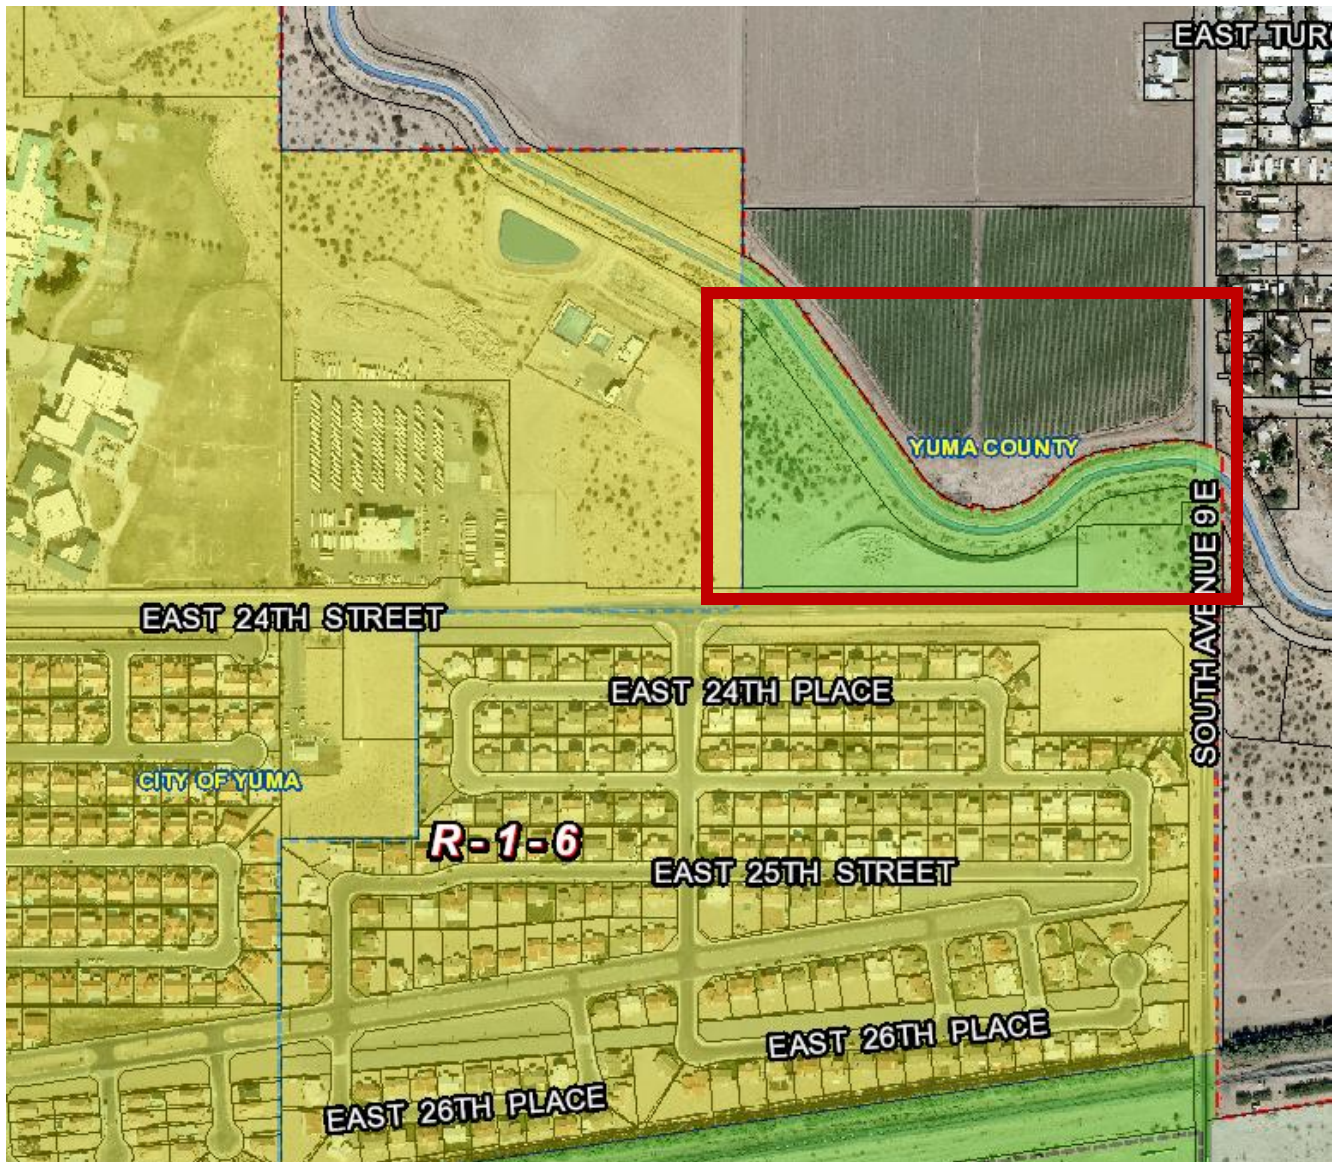 EAST TUR
YUMA COUNTY
SOUTH AVENUE 9 E
EAST 24TH STREET
EAST 24TH PLACE
CITY OF YUMA
R-1-6
EAST 25TH STREET
EAST 26TH PLACE
EAST 26TH PLACE